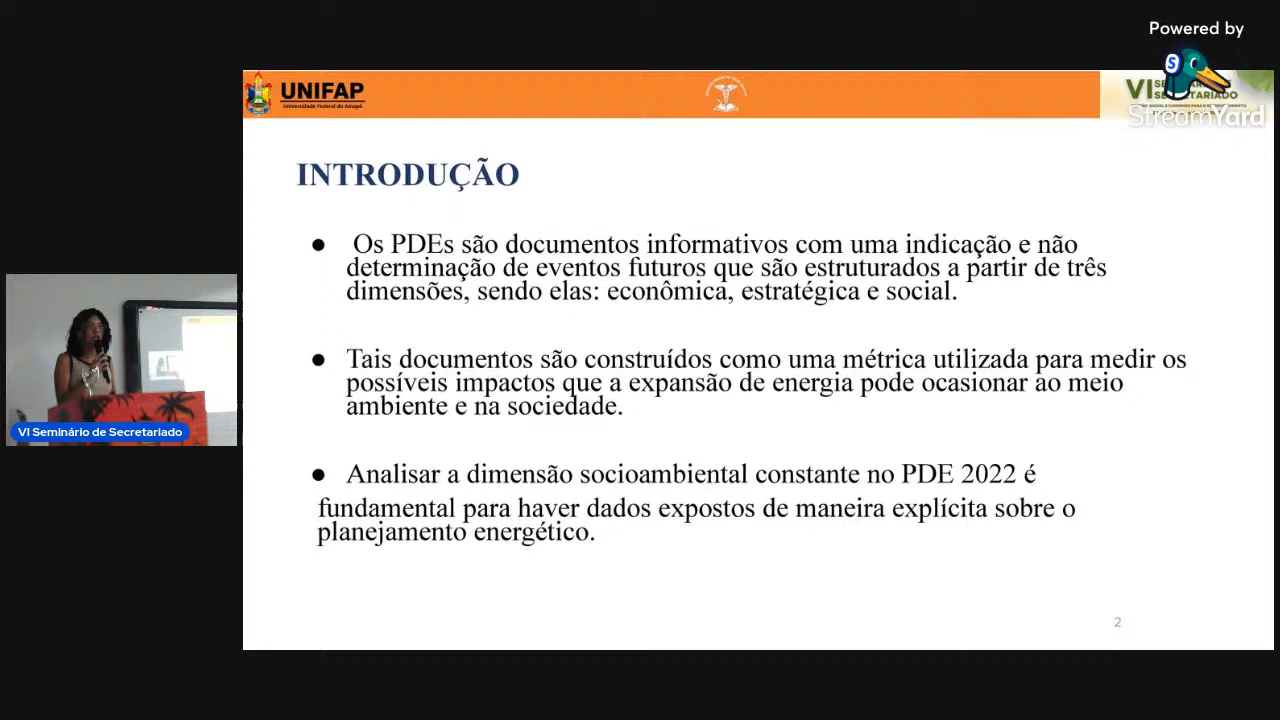 Powered by
StreamYard
UNIFAP
Universidade Federal do Amapá
VI
INTRODUÇÃO
● Os PDEs são documentos informativos com uma indicação e não
determinação de eventos futuros que são estruturados a partir de três
dimensões, sendo elas: econômica, estratégica e social.
● Tais documentos são construídos como uma métrica utilizada para medir os
possíveis impactos que a expansão de energia pode ocasionar ao meio
ambiente e na sociedade.
● Analisar a dimensão socioambiental constante no PDE 2022 é
fundamental para haver dados expostos de maneira explícita sobre o
planejamento energético.
VI Seminário de Secretariado
2